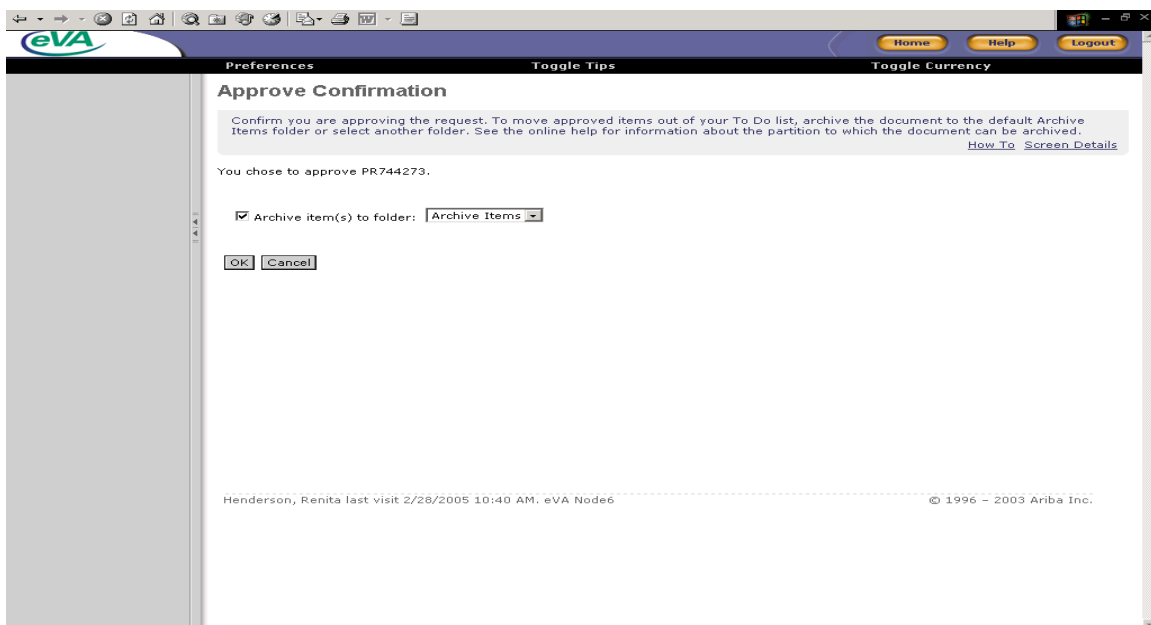 eVA
Home Help Logout
Preferences Toggle Tips Toggle Currency
Approve Confirmation
Confirm you are approving the request. To move approved items out of your To Do list, archive the document to the default Archive
Items folder or select another folder. See the online help for information about the partition to which the document can be archived.
How To Screen Details
You chose to approve PR744273.
Archive item(s) to folder: Archive Items
OK Cancel
Henderson, Renita last visit 2/28/2005 10:40 AM. eVA Node6 © 1996 – 2003 Ariba Inc.